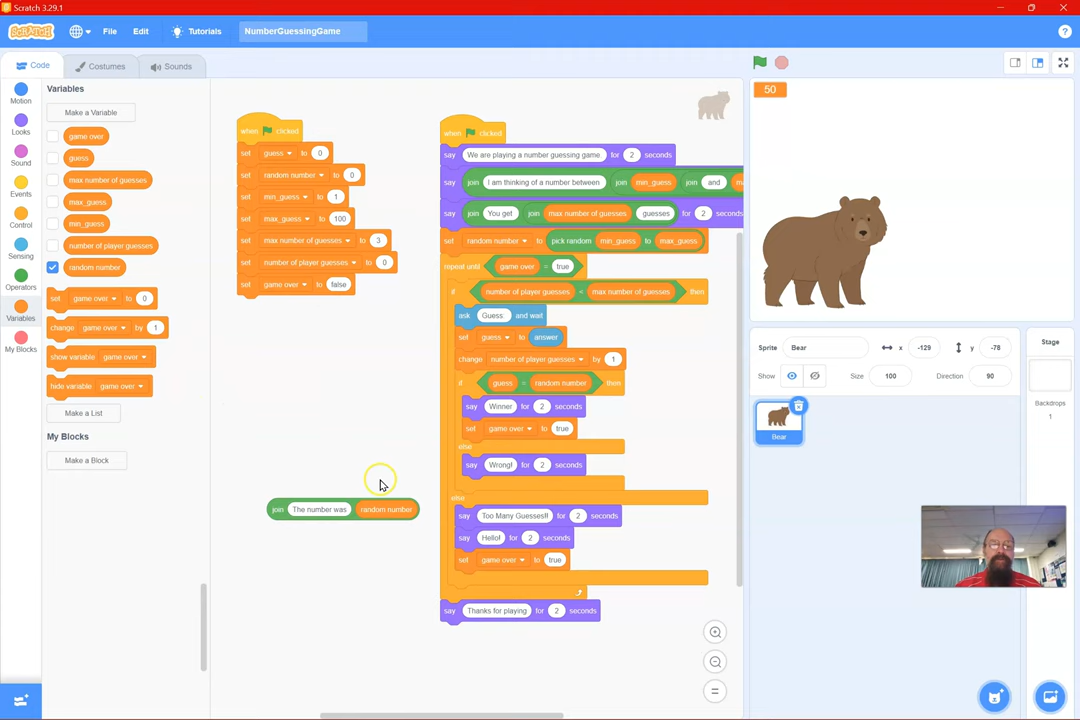 Scratch 3.29.1
SCRATCH File Edit Tutorials NumberGuessingGame ?
Code Costumes Sounds
Motion
Looks
Sound
Events
Control
Sensing
Operators
Variables
My Blocks
Variables
Make a Variable
game over
guess
max number of guesses
max_guess
min_guess
number of player guesses
random number
set game over to 0
change game over by 1
show variable game over
hide variable game over
Make a List
My Blocks
Make a Block
when clicked
set guess to 0
set random number to 0
set min_guess to 1
set max_guess to 100
set max number of guesses to 3
set number of player guesses to 0
set game over to false
join The number was random number
when clicked
say We are playing a number guessing game. for 2 seconds
say join I am thinking of a number between join min_guess join and
say join You get join max number of guesses guesses for 2 seconds
set random number to pick random min_guess to max_guess
repeat until game over = true
if number of player guesses < max number of guesses then
ask Guess: and wait
set guess to answer
change number of player guesses by 1
if guess = random number then
say Winner for 2 seconds
set game over to true
else
say Wrong! for 2 seconds
else
say Too Many Guesses!! for 2 seconds
say Hello! for 2 seconds
set game over to true
say Thanks for playing for 2 seconds
50
Sprite Bear x -129 y -78
Show Size 100 Direction 90
Bear
Stage
Backdrops
1